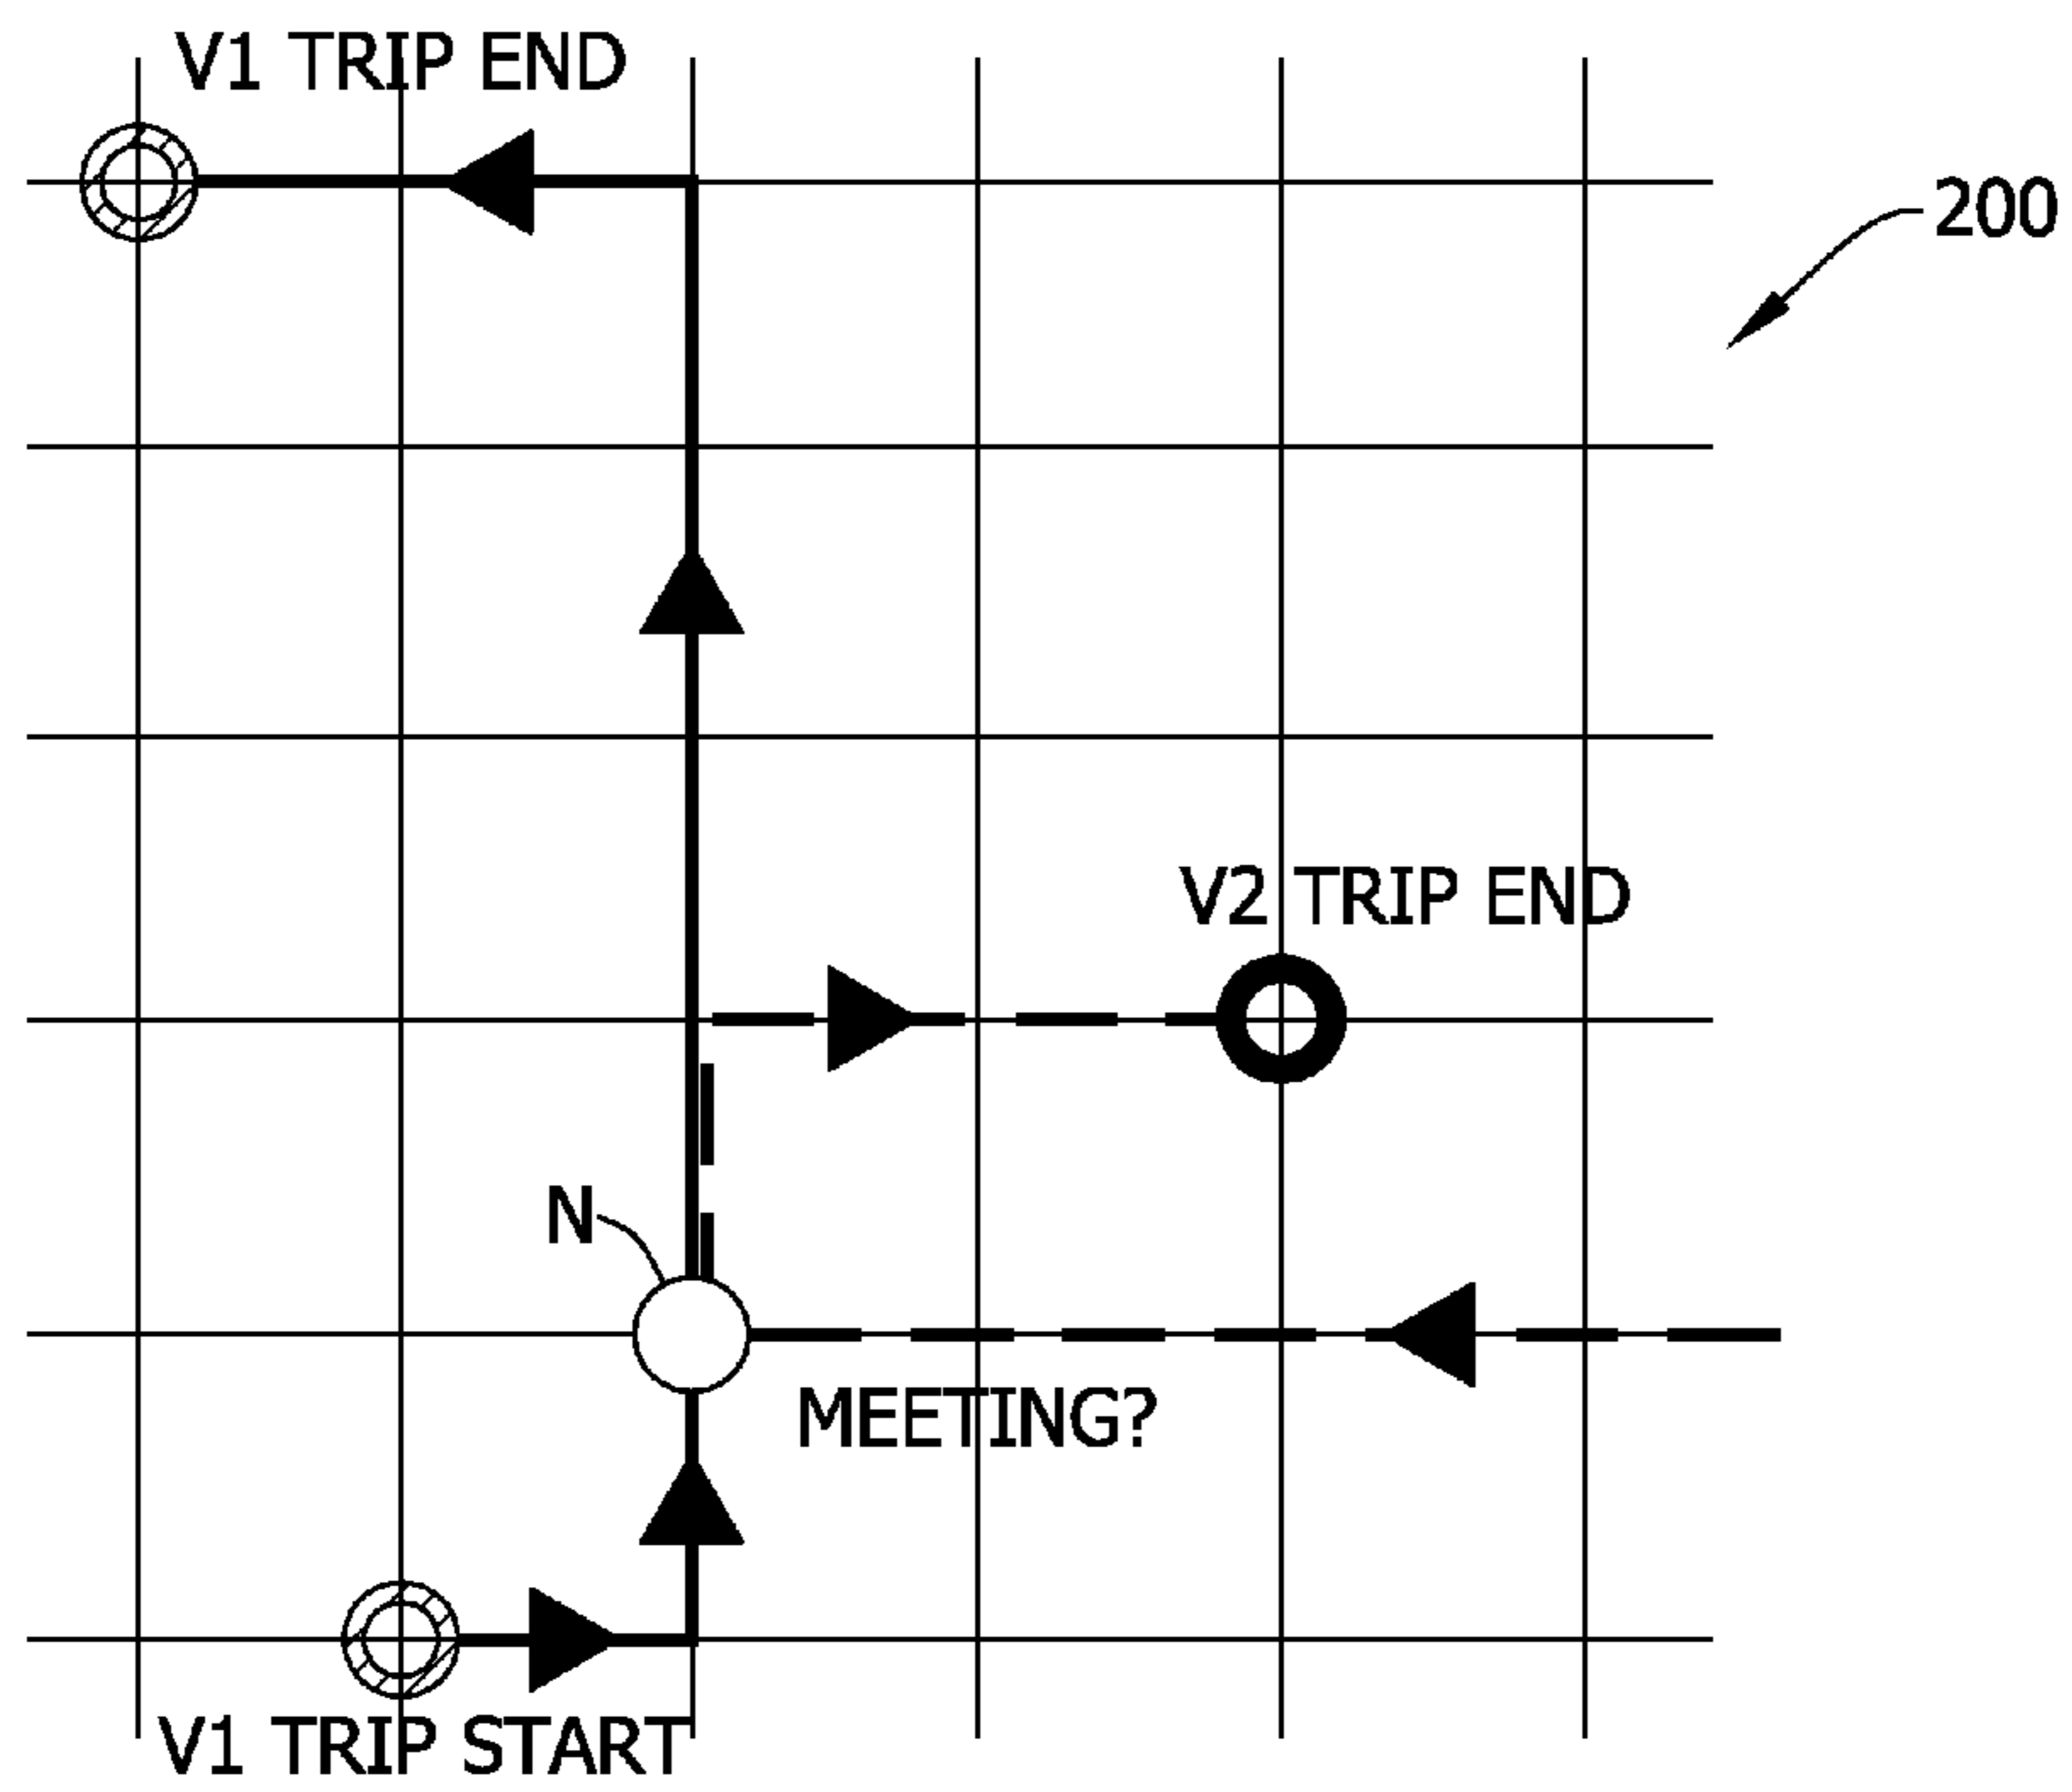 V1 TRIP END
200
V2 TRIP END
N
MEETING?
V1 TRIP START